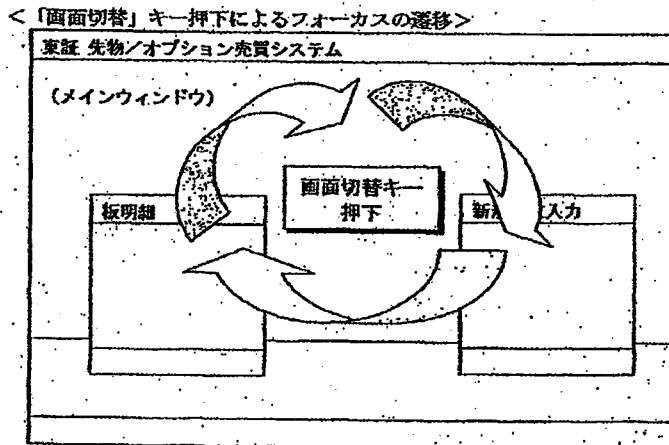 <「画面切替」キー押下によるフォーカスの遷移>
東証 先物/オプション売買システム
(メインウィンドウ)
画面切替キー
押下
板明細
新 入力